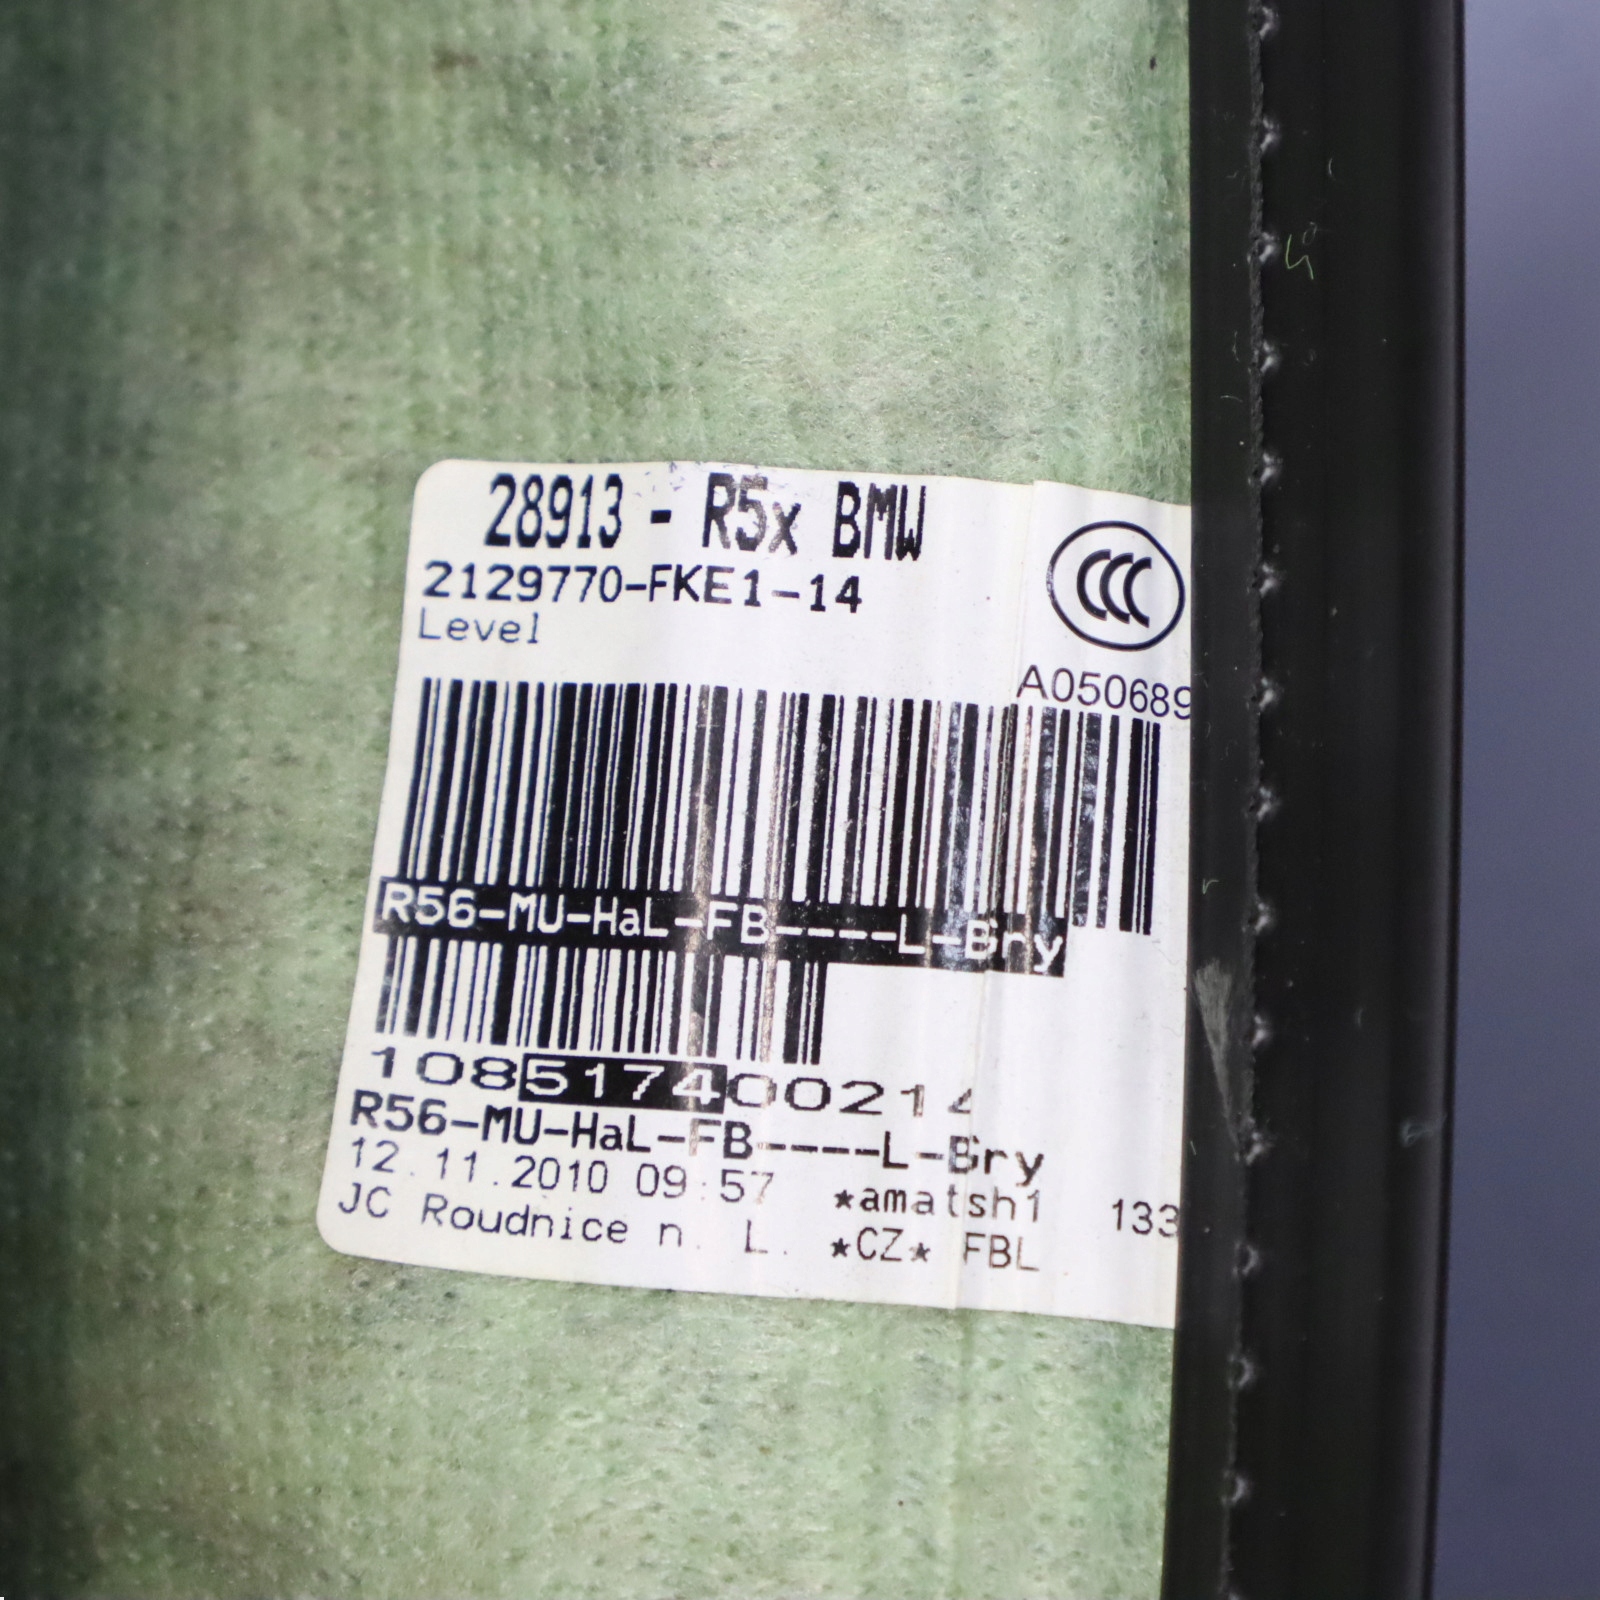 28913 - R5x BMW
2129770-FKE1-14
Level
CCC
A050689
R56-MU-HaL-FB-----L-Bry
108517400214
R56-MU-HaL-FB-----L-Bry
12.11.2010 09:57 *amatsh1 133
JC Roudnice n. L. *CZ* FBL